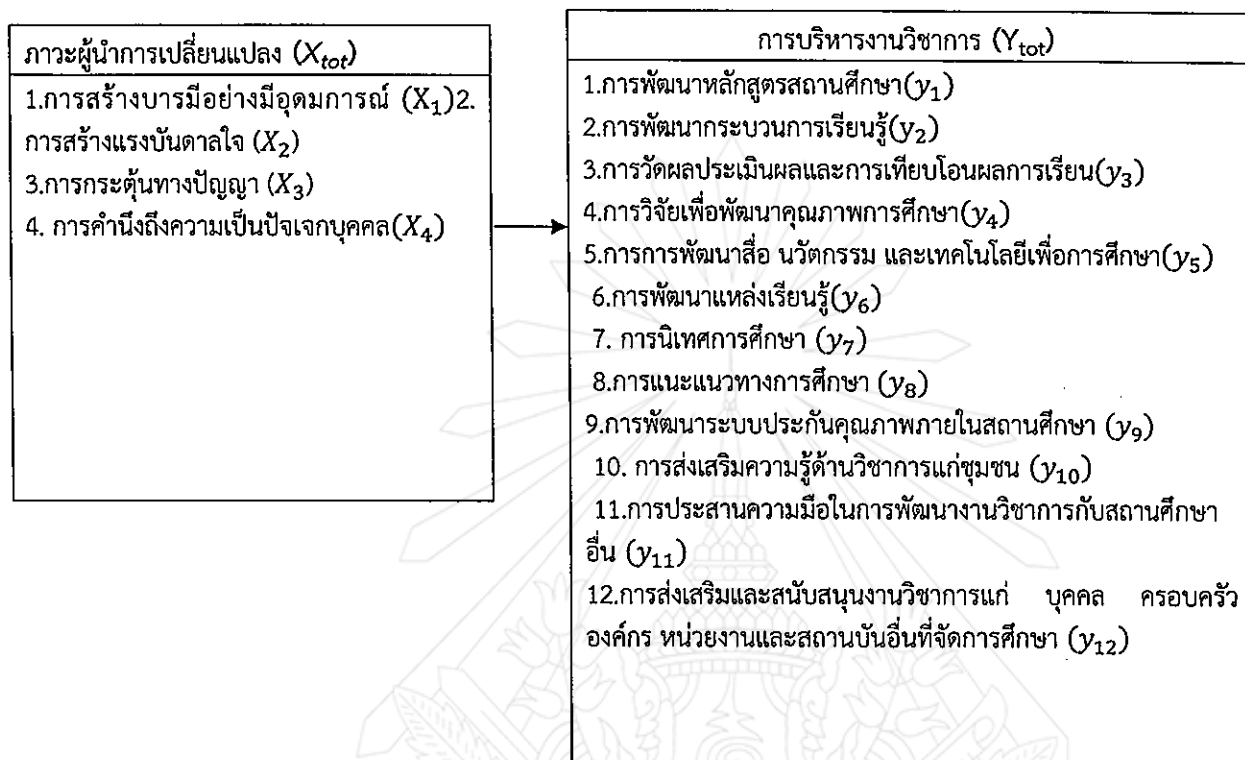 ภาวะผู้นำการเปลี่ยนแปลง (X_tot)
1.การสร้างบารมีอย่างมีอุดมการณ์ (X₁)2.
การสร้างแรงบันดาลใจ (X₂)
3.การกระตุ้นทางปัญญา (X₃)
4. การคำนึงถึงความเป็นปัจเจกบุคคล(X₄)
การบริหารงานวิชาการ (Y_tot)
1.การพัฒนาหลักสูตรสถานศึกษา(y₁)
2.การพัฒนากระบวนการเรียนรู้(y₂)
3.การวัดผลประเมินผลและการเทียบโอนผลการเรียน(y₃)
4.การวิจัยเพื่อพัฒนาคุณภาพการศึกษา(y₄)
5.การการพัฒนาสื่อ นวัตกรรม และเทคโนโลยีเพื่อการศึกษา(y₅)
6.การพัฒนาแหล่งเรียนรู้(y₆)
7. การนิเทศการศึกษา (y₇)
8.การแนะแนวทางการศึกษา (y₈)
9.การพัฒนาระบบประกันคุณภาพภายในสถานศึกษา (y₉)
10. การส่งเสริมความรู้ด้านวิชาการแก่ชุมชน (y₁₀)
11.การประสานความมือในการพัฒนางานวิชาการกับสถานศึกษา
อื่น (y₁₁)
12.การส่งเสริมและสนับสนุนงานวิชาการแก่ บุคคล ครอบครัว
องค์กร หน่วยงานและสถานบันอื่นที่จัดการศึกษา (y₁₂)